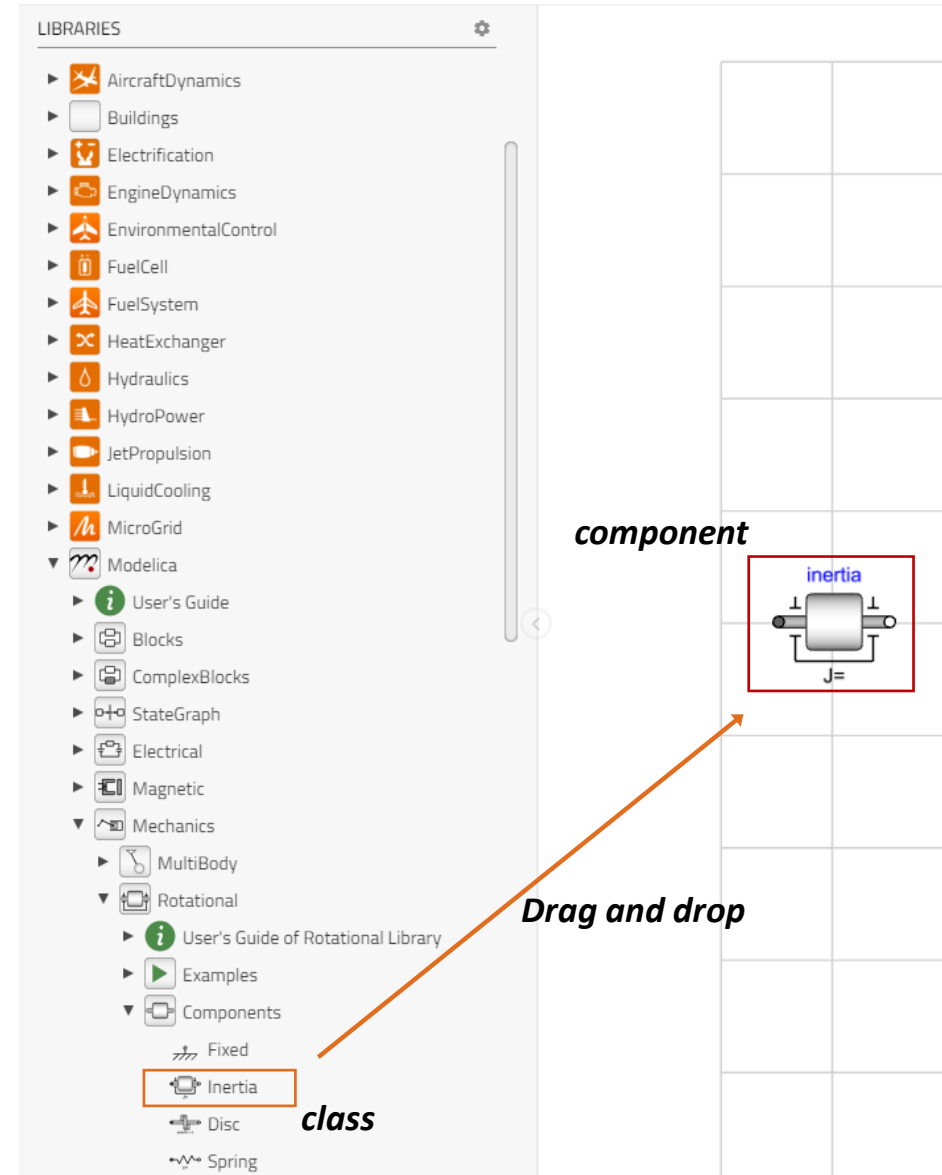 LIBRARIES
AircraftDynamics
Buildings
Electrification
EngineDynamics
EnvironmentalControl
FuelCell
FuelSystem
HeatExchanger
Hydraulics
HydroPower
JetPropulsion
LiquidCooling
MicroGrid
Modelica
User's Guide
Blocks
ComplexBlocks
StateGraph
Electrical
Magnetic
Mechanics
MultiBody
Rotational
User's Guide of Rotational Library
Examples
Components
Fixed
Inertia
Disc
Spring
class
Drag and drop
component
inertia
J=